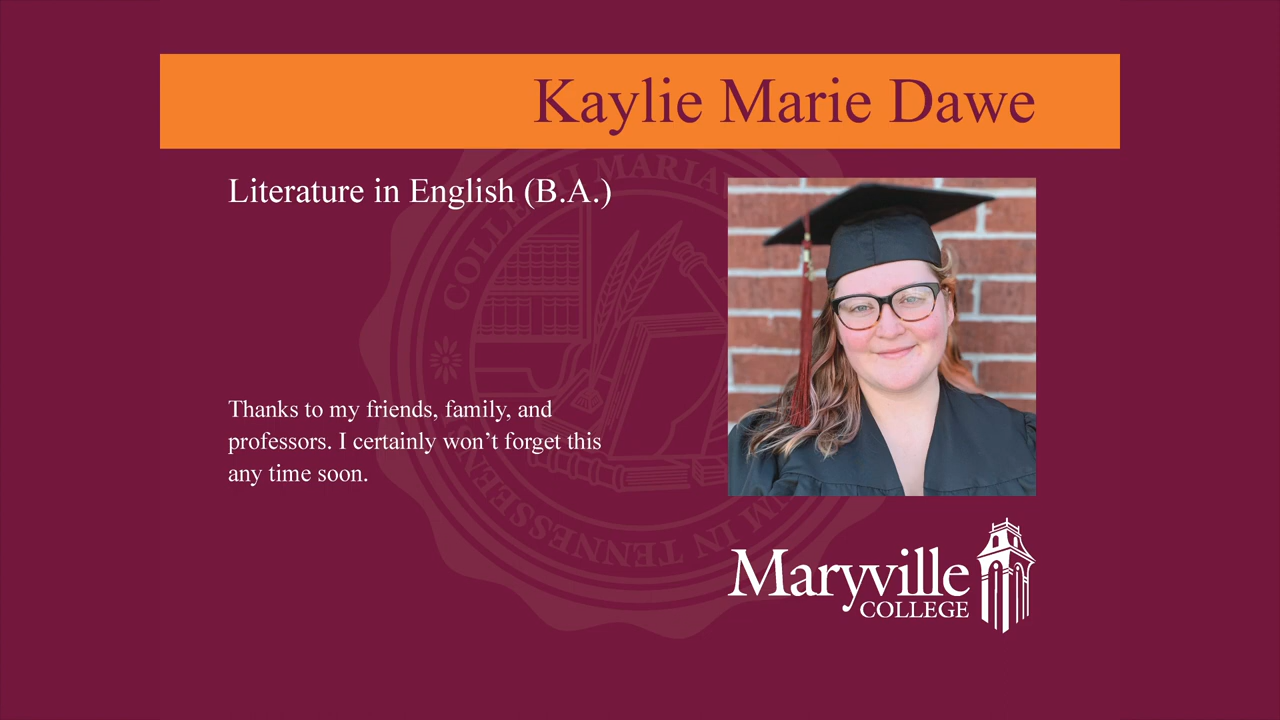 Kaylie Marie Dawe
Literature in English (B.A.)
Thanks to my friends, family, and
professors. I certainly won’t forget this
any time soon.
Maryville
COLLEGE